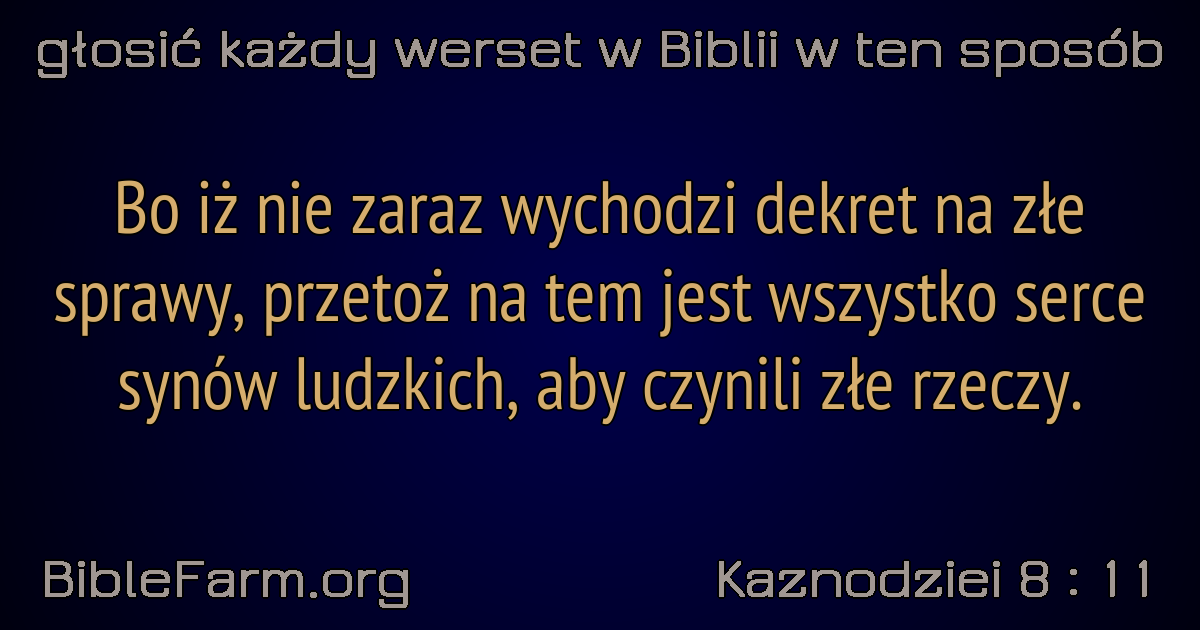 głosić każdy werset w Biblii w ten sposób
Bo iż nie zaraz wychodzi dekret na złe
sprawy, przetoż na tem jest wszystko serce
synów ludzkich, aby czynili złe rzeczy.
BibleFarm.org
Kaznodziei 8 : 11